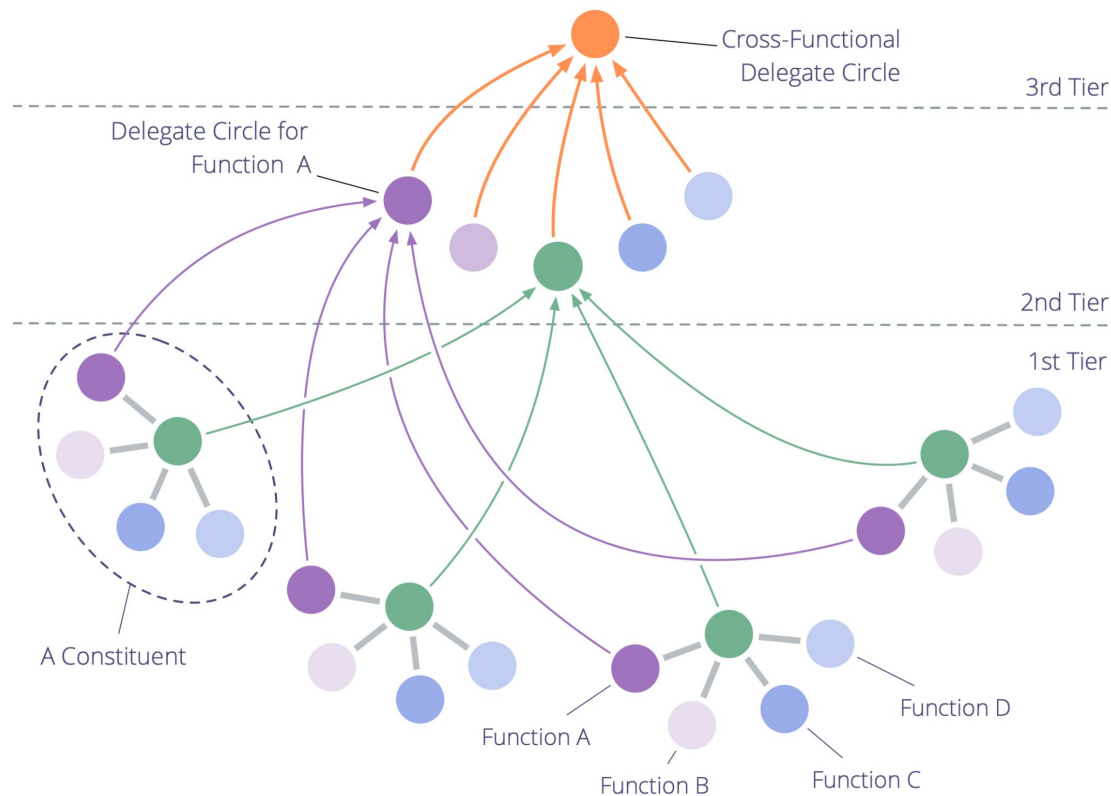 Cross-Functional
Delegate Circle
3rd Tier
Delegate Circle for
Function A
2nd Tier
1st Tier
A Constituent
Function A
Function D
Function B
Function C